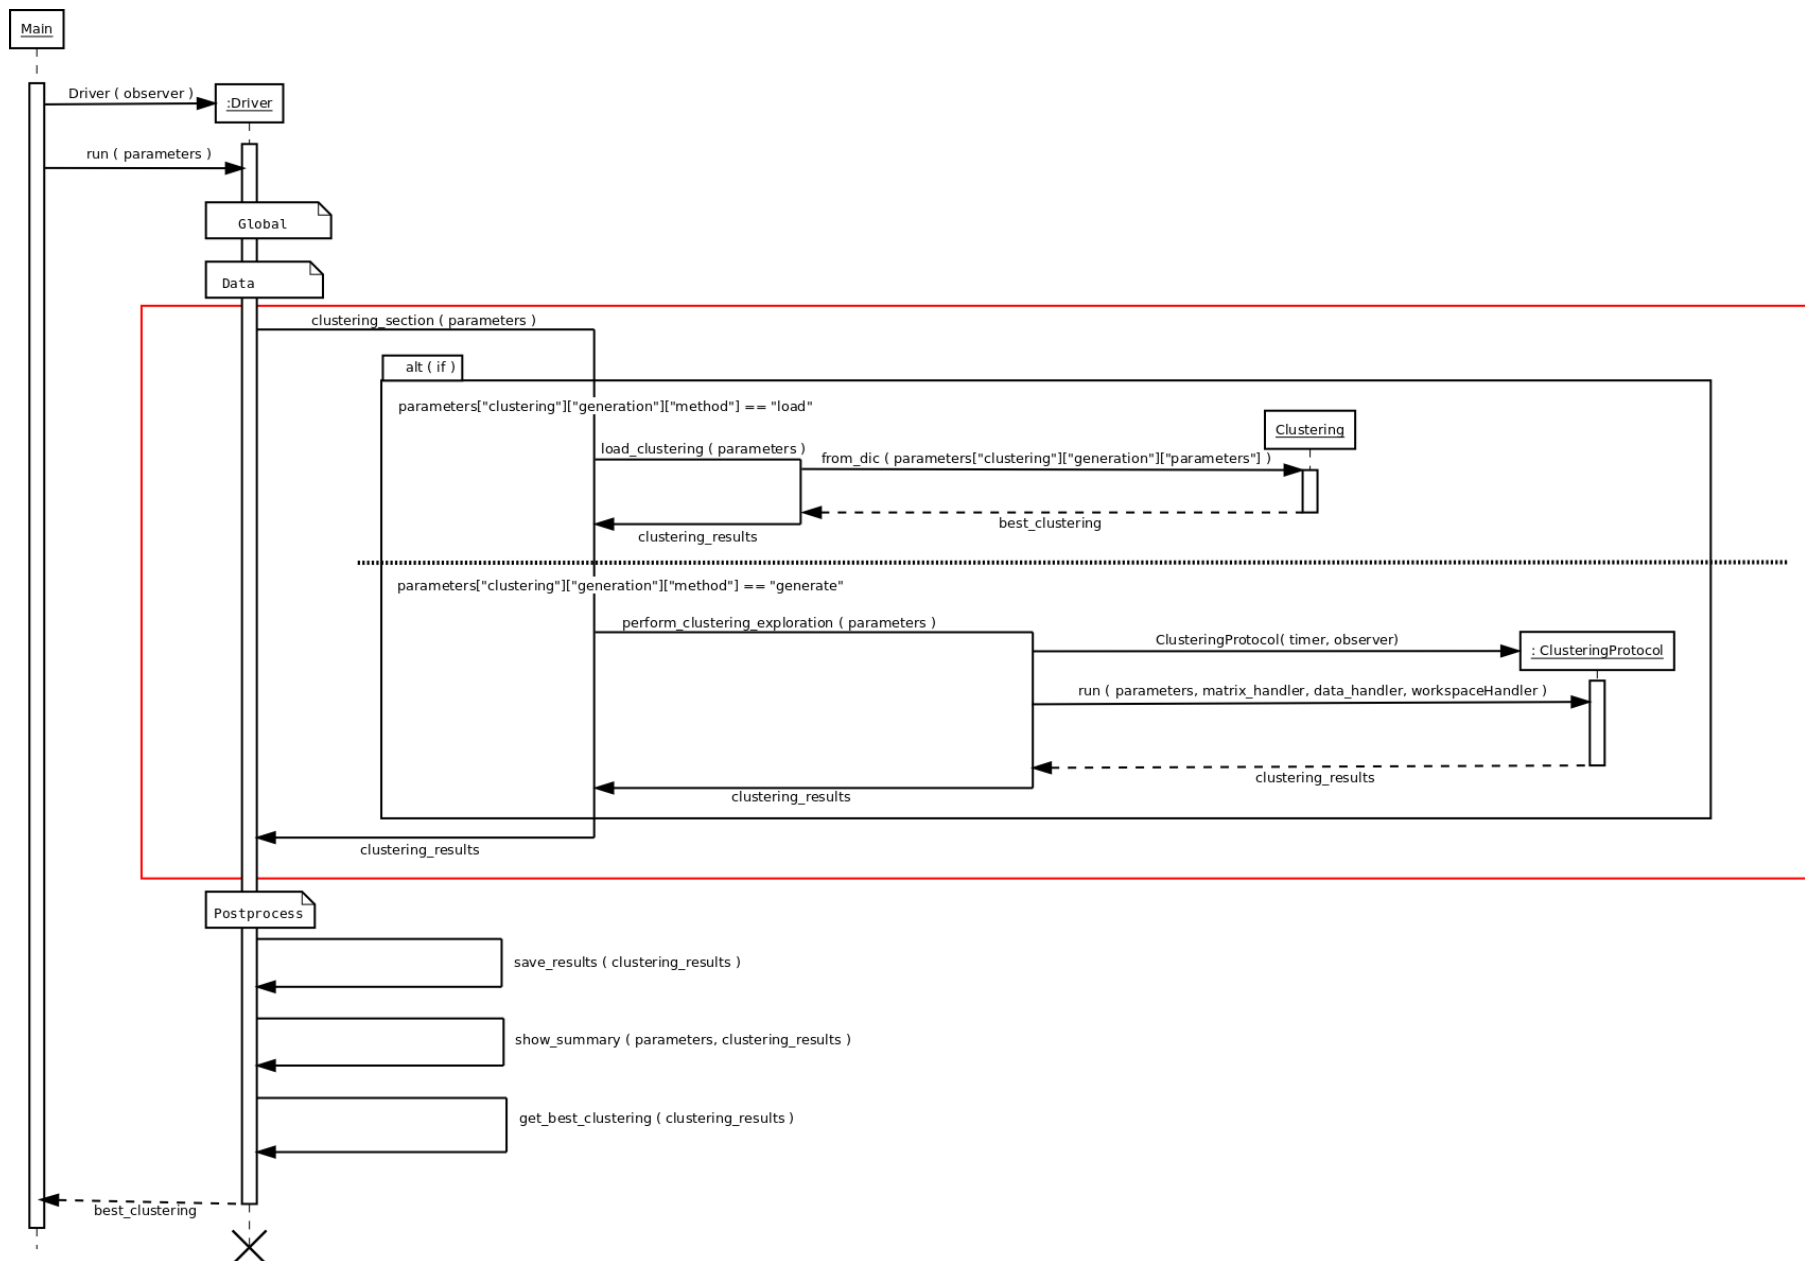 Main
Driver ( observer )
:Driver
run ( parameters )
Global
Data
clustering_section ( parameters )
alt ( if )
parameters["clustering"]["generation"]["method"] == "load"
Clustering
load_clustering ( parameters )
from_dic ( parameters["clustering"]["generation"]["parameters"] )
best_clustering
clustering_results
parameters["clustering"]["generation"]["method"] == "generate"
perform_clustering_exploration ( parameters )
ClusteringProtocol( timer, observer)
: ClusteringProtocol
run ( parameters, matrix_handler, data_handler, workspaceHandler )
clustering_results
clustering_results
clustering_results
Postprocess
save_results ( clustering_results )
show_summary ( parameters, clustering_results )
get_best_clustering ( clustering_results )
best_clustering